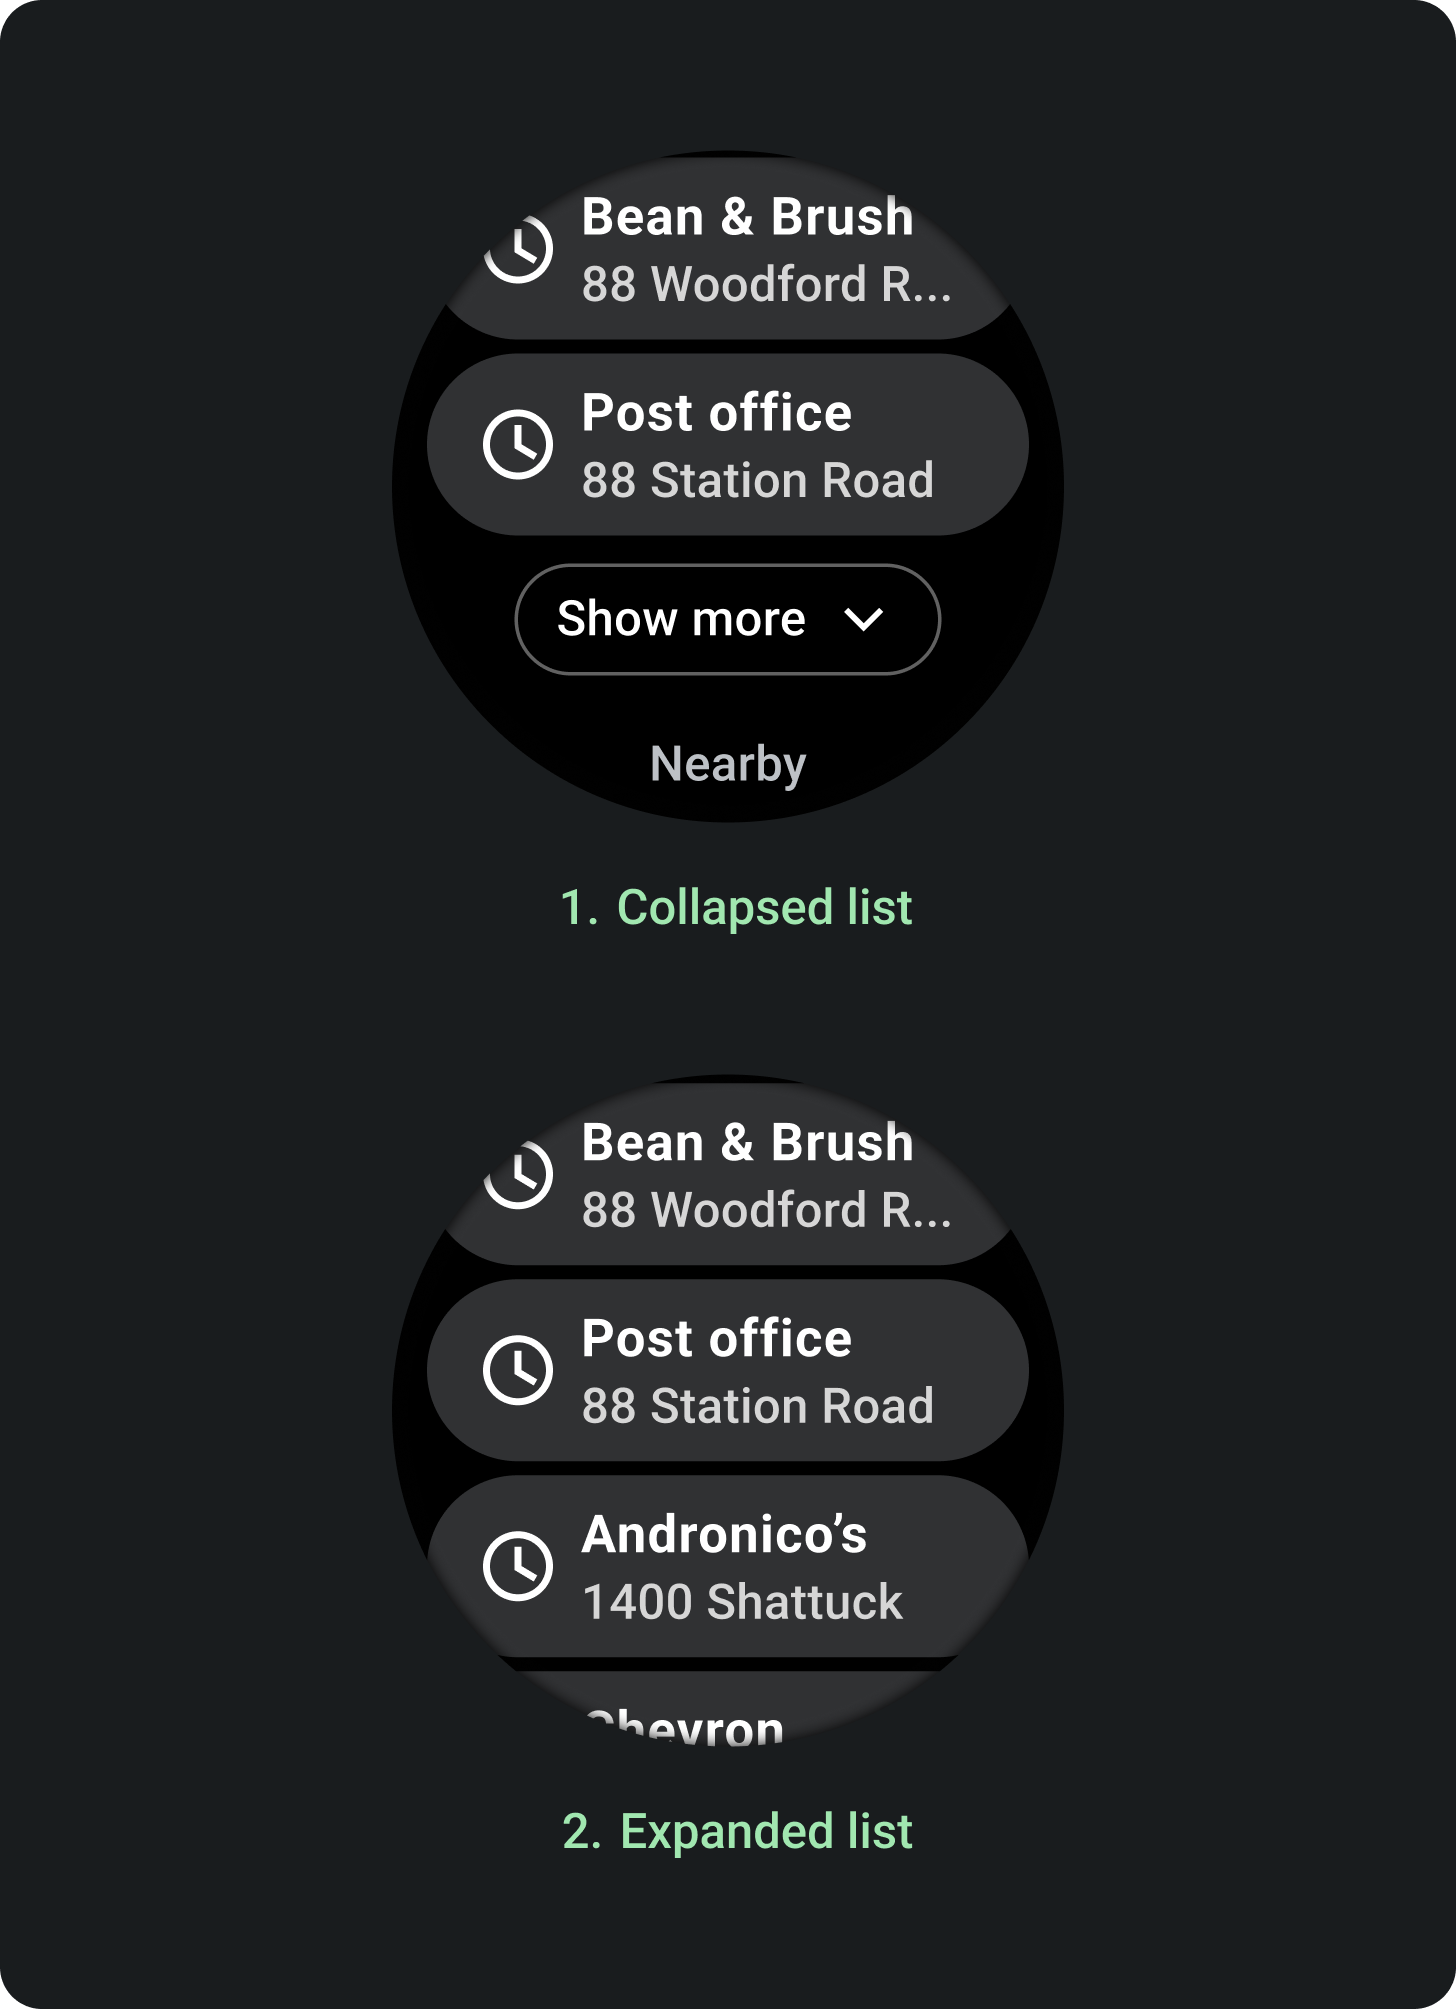 Bean & Brush
88 Woodford R...
Post office
88 Station Road
Show more
Nearby
1. Collapsed list
Bean & Brush
88 Woodford R...
Post office
88 Station Road
Andronico’s
1400 Shattuck
Chevron
2. Expanded list